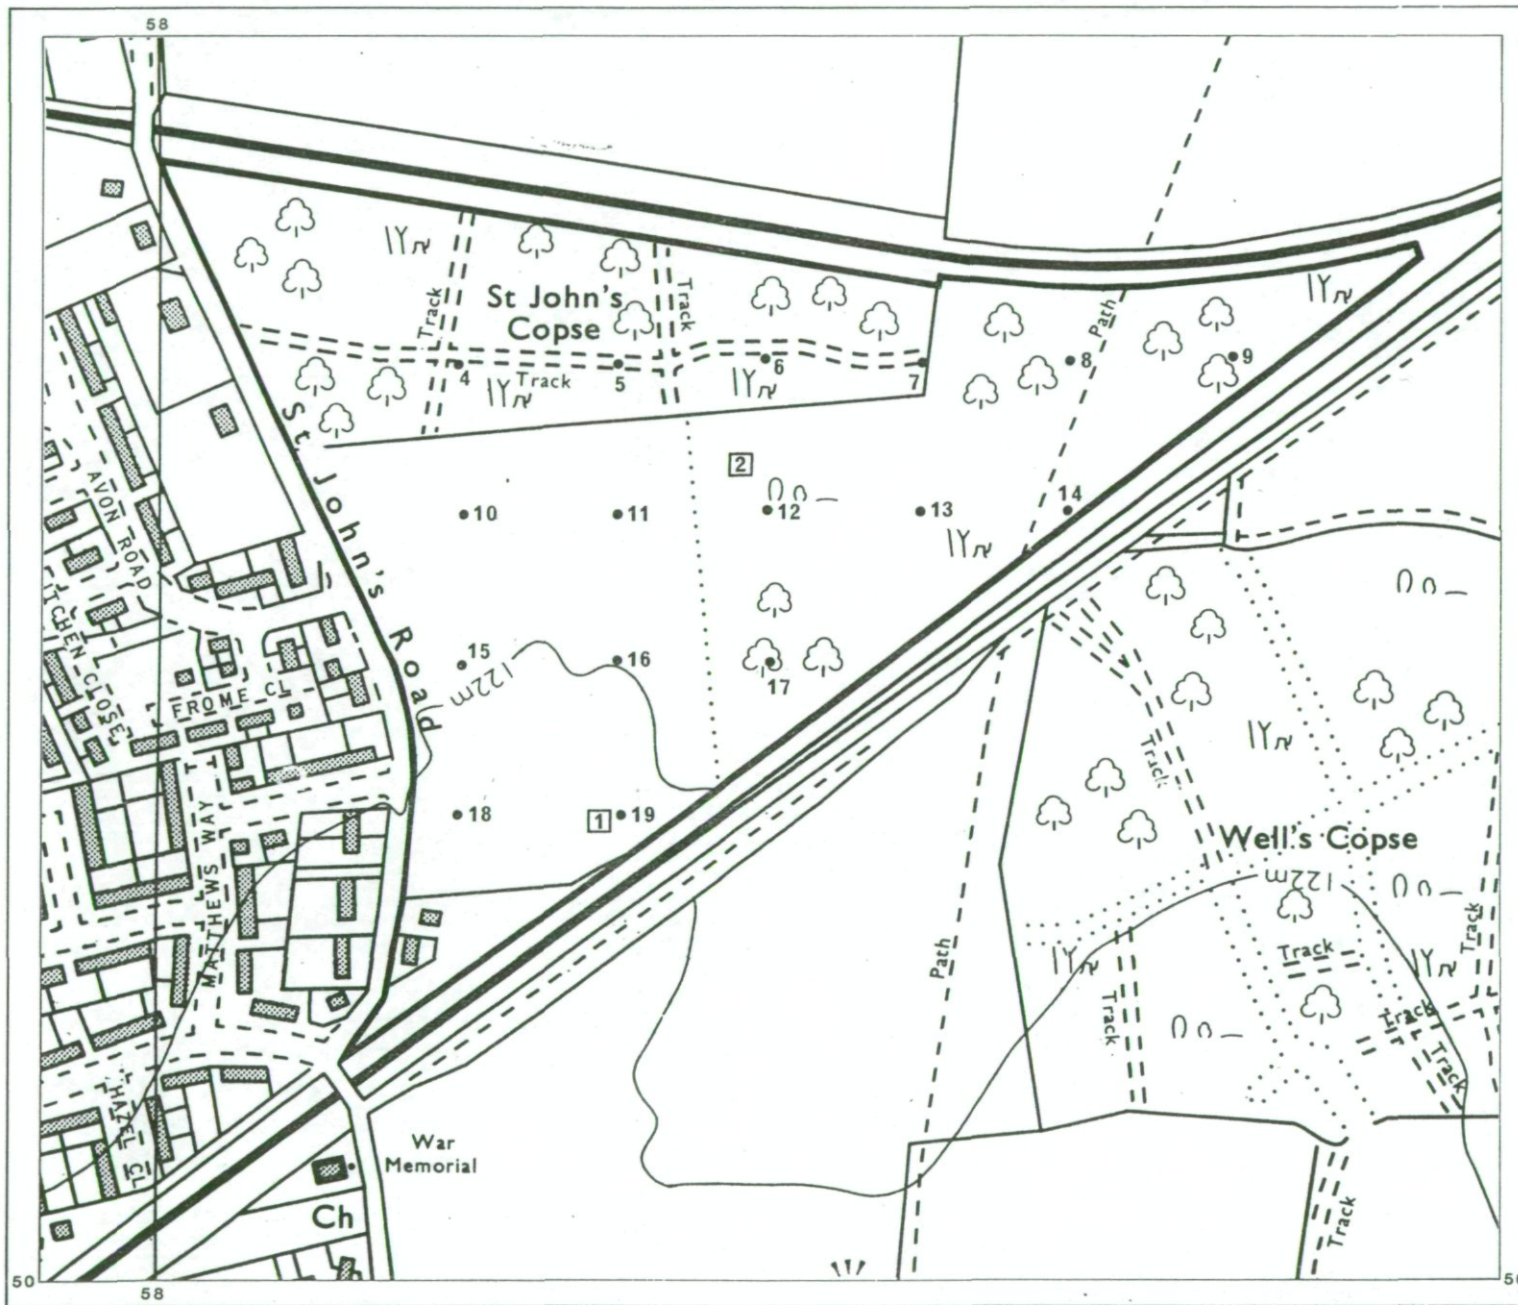 58
St John's
Copse
Track
Track
Track
Path
4
5
6
7
8
9
2
10
11
12
13
14
St. John's Road
AVON ROAD
ITCHEN CLOSE
FROME CL
15
16
17
122m
18
1
19
MATTHEWS WAY
HAZEL CL
Track
Well's Copse
122m
Path
Track
Track
Track
Track
Track
Track
War
Memorial
Ch
50
58